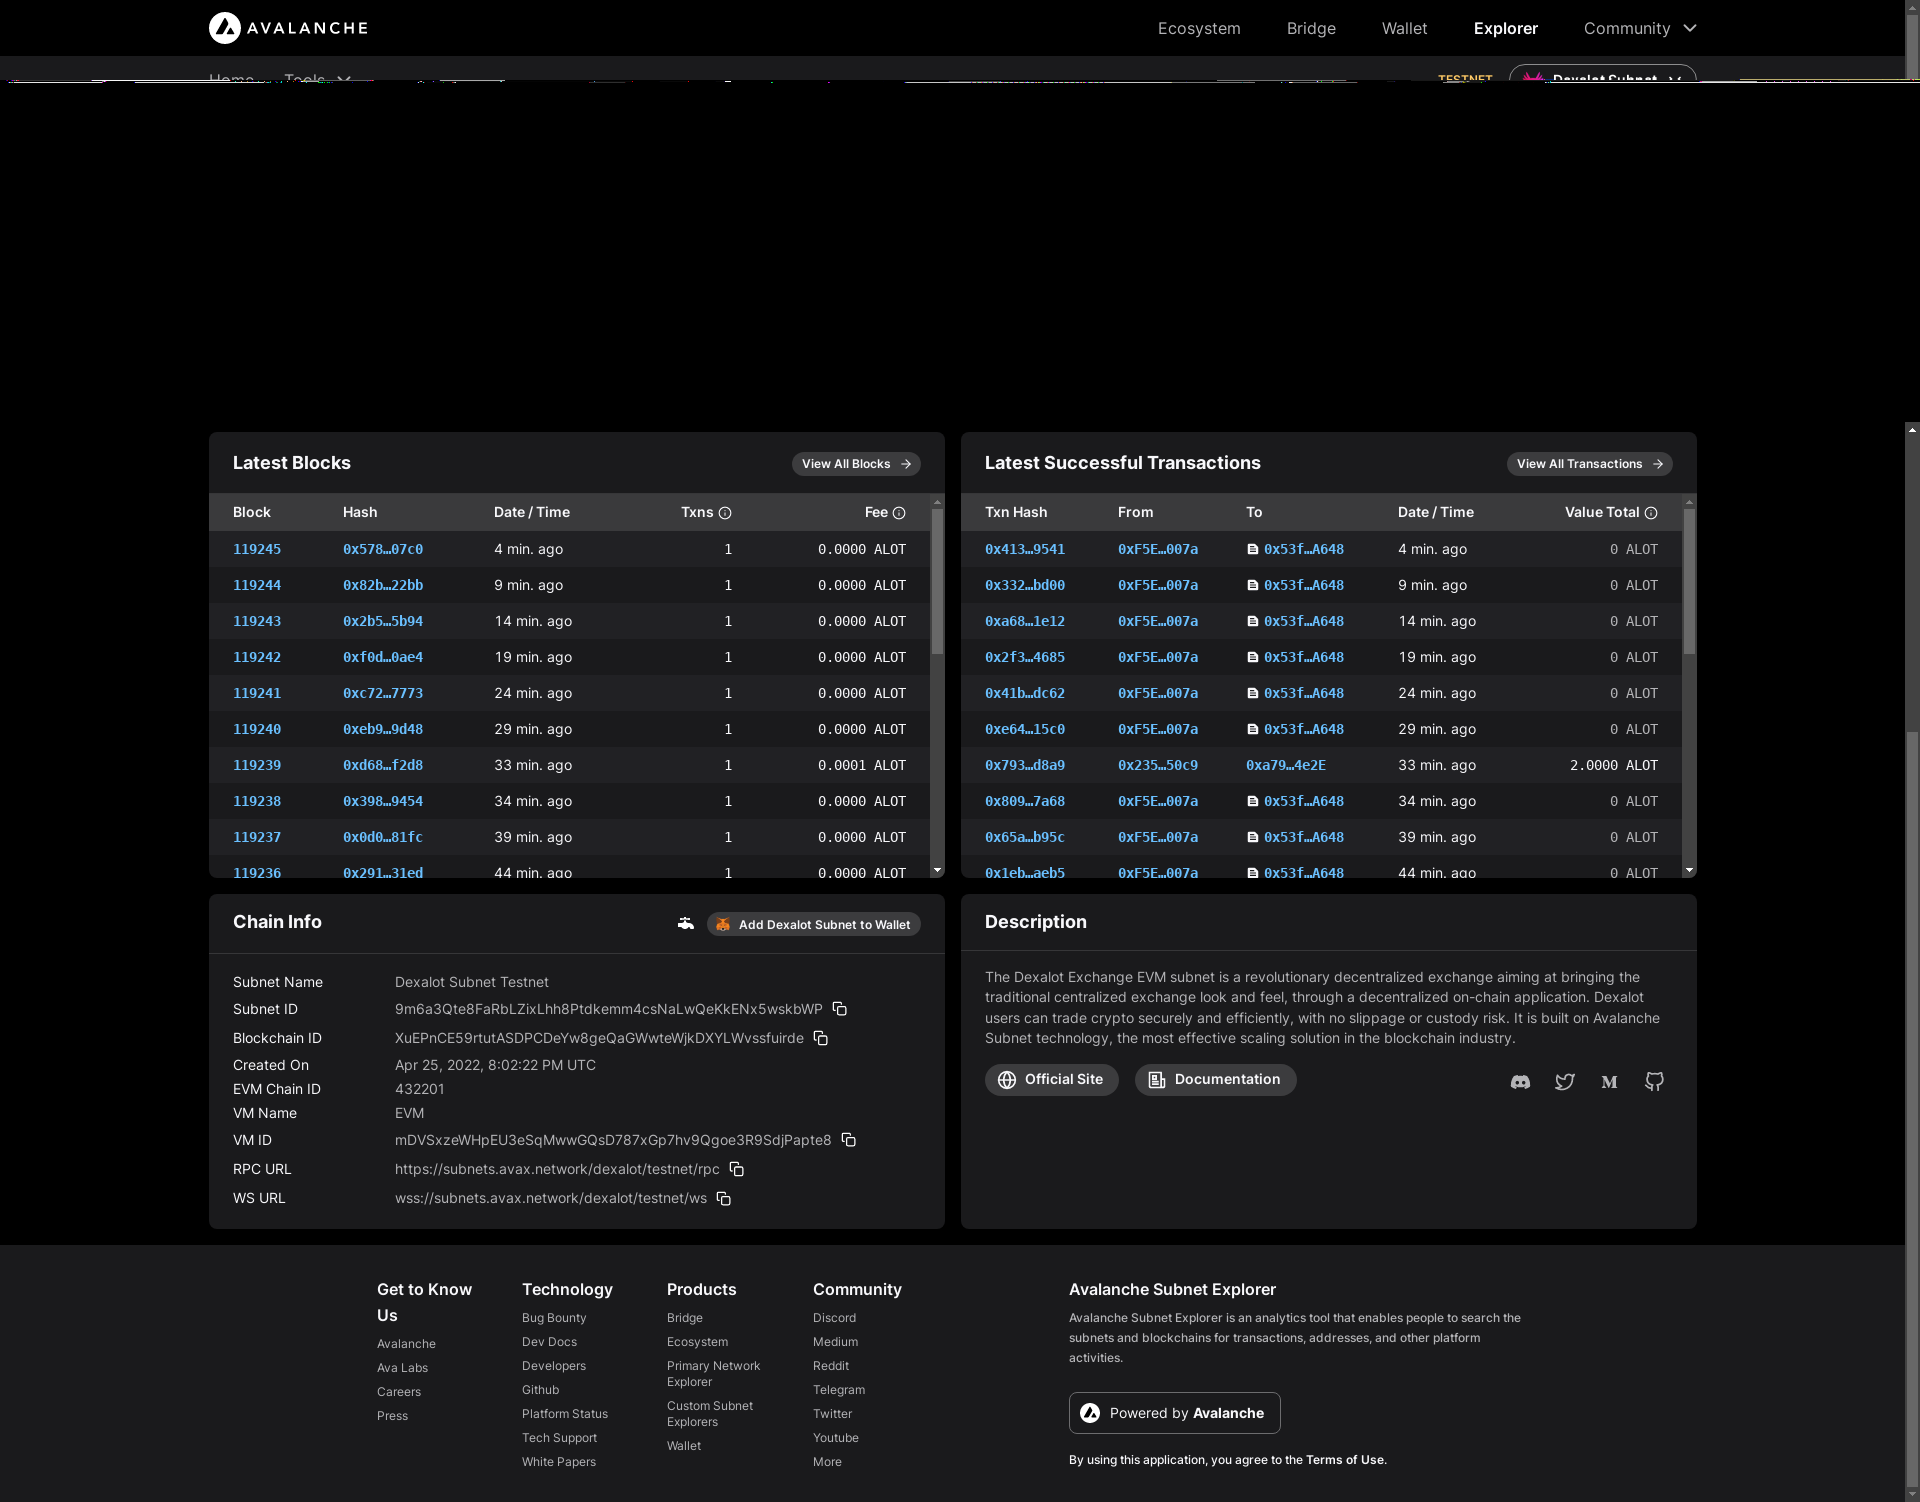 AVALANCHE
Ecosystem Bridge Wallet Explorer Community
Home Tools
TESTNET Dexalot Subnet
Latest Blocks
View All Blocks
Block Hash Date / Time Txns Fee
119245 0x578…07c0 4 min. ago 1 0.0000 ALOT
119244 0x82b…22bb 9 min. ago 1 0.0000 ALOT
119243 0x2b5…5b94 14 min. ago 1 0.0000 ALOT
119242 0xf0d…0ae4 19 min. ago 1 0.0000 ALOT
119241 0xc72…7773 24 min. ago 1 0.0000 ALOT
119240 0xeb9…9d48 29 min. ago 1 0.0000 ALOT
119239 0xd68…f2d8 33 min. ago 1 0.0001 ALOT
119238 0x398…9454 34 min. ago 1 0.0000 ALOT
119237 0x0d0…81fc 39 min. ago 1 0.0000 ALOT
119236 0x291…31ed 44 min. ago 1 0.0000 ALOT
Latest Successful Transactions
View All Transactions
Txn Hash From To Date / Time Value Total
0x413…9541 0xF5E…007a 0x53f…A648 4 min. ago 0 ALOT
0x332…bd00 0xF5E…007a 0x53f…A648 9 min. ago 0 ALOT
0xa68…1e12 0xF5E…007a 0x53f…A648 14 min. ago 0 ALOT
0x2f3…4685 0xF5E…007a 0x53f…A648 19 min. ago 0 ALOT
0x41b…dc62 0xF5E…007a 0x53f…A648 24 min. ago 0 ALOT
0xe64…15c0 0xF5E…007a 0x53f…A648 29 min. ago 0 ALOT
0x793…d8a9 0x235…50c9 0xa79…4e2E 33 min. ago 2.0000 ALOT
0x809…7a68 0xF5E…007a 0x53f…A648 34 min. ago 0 ALOT
0x65a…b95c 0xF5E…007a 0x53f…A648 39 min. ago 0 ALOT
0x1eb…aeb5 0xF5E…007a 0x53f…A648 44 min. ago 0 ALOT
Chain Info
Add Dexalot Subnet to Wallet
Subnet Name Dexalot Subnet Testnet
Subnet ID 9m6a3Qte8FaRbLZixLhh8Ptdkemm4csNaLwQeKkENx5wskbWP
Blockchain ID XuEPnCE59rtutASDPCDeYw8geQaGWwteWjkDXYLWvssfuirde
Created On Apr 25, 2022, 8:02:22 PM UTC
EVM Chain ID 432201
VM Name EVM
VM ID mDVSxzeWHpEU3eSqMwwGQsD787xGp7hv9Qgoe3R9SdjPapte8
RPC URL https://subnets.avax.network/dexalot/testnet/rpc
WS URL wss://subnets.avax.network/dexalot/testnet/ws
Description
The Dexalot Exchange EVM subnet is a revolutionary decentralized exchange aiming at bringing the
traditional centralized exchange look and feel, through a decentralized on-chain application. Dexalot
users can trade crypto securely and efficiently, with no slippage or custody risk. It is built on Avalanche
Subnet technology, the most effective scaling solution in the blockchain industry.
Official Site Documentation
Get to Know
Us
Avalanche
Ava Labs
Careers
Press
Technology
Bug Bounty
Dev Docs
Developers
Github
Platform Status
Tech Support
White Papers
Products
Bridge
Ecosystem
Primary Network
Explorer
Custom Subnet
Explorers
Wallet
Community
Discord
Medium
Reddit
Telegram
Twitter
Youtube
More
Avalanche Subnet Explorer
Avalanche Subnet Explorer is an analytics tool that enables people to search the
subnets and blockchains for transactions, addresses, and other platform
activities.
Powered by Avalanche
By using this application, you agree to the Terms of Use.